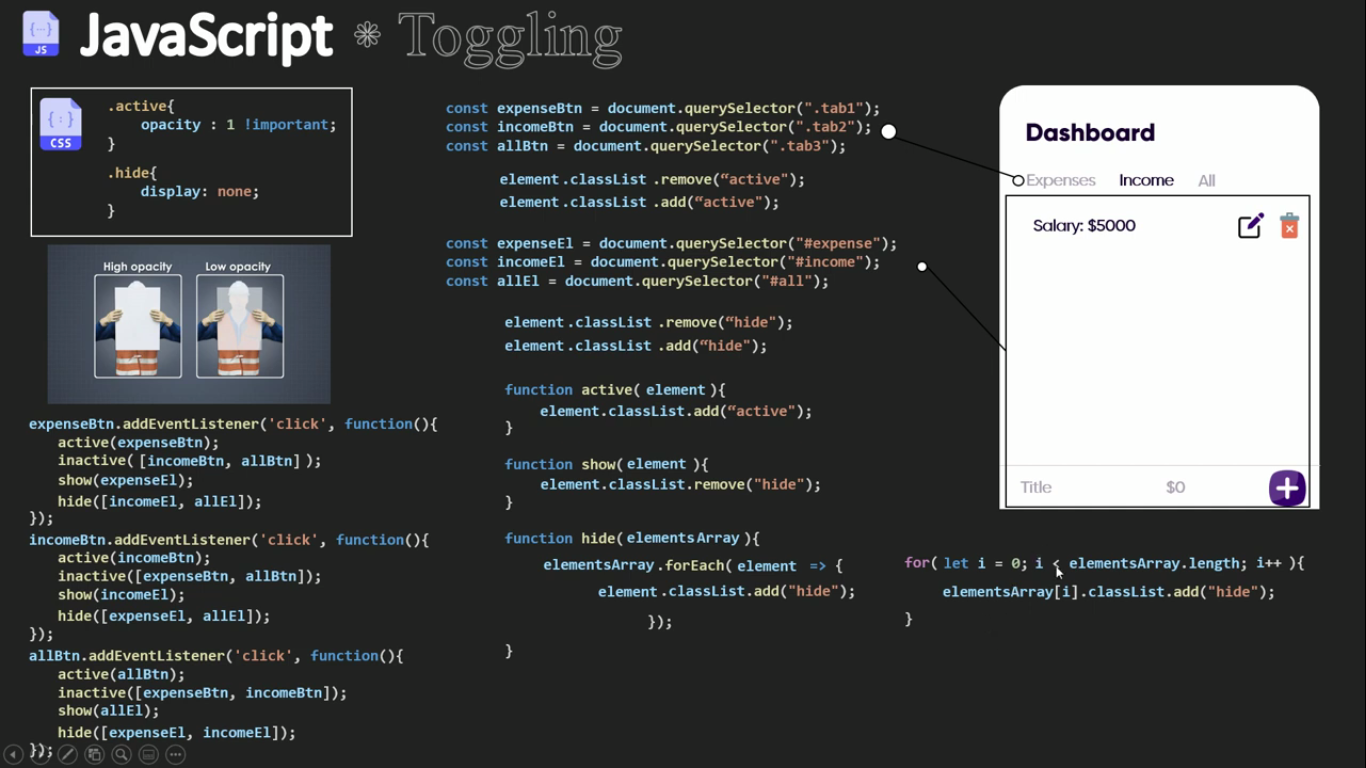 JS
JavaScript ❊ Toggling
CSS
.active{
opacity : 1 !important;
}
.hide{
display: none;
}
High opacity Low opacity
expenseBtn.addEventListener('click', function(){
active(expenseBtn);
inactive( [incomeBtn, allBtn] );
show(expenseEl);
hide([incomeEl, allEl]);
});
incomeBtn.addEventListener('click', function(){
active(incomeBtn);
inactive([expenseBtn, allBtn]);
show(incomeEl);
hide([expenseEl, allEl]);
});
allBtn.addEventListener('click', function(){
active(allBtn);
inactive([expenseBtn, incomeBtn]);
show(allEl);
hide([expenseEl, incomeEl]);
});
const expenseBtn = document.querySelector(".tab1");
const incomeBtn = document.querySelector(".tab2");
const allBtn = document.querySelector(".tab3");
element.classList .remove(“active");
element.classList .add(“active");
const expenseEl = document.querySelector("#expense");
const incomeEl = document.querySelector("#income");
const allEl = document.querySelector("#all");
element.classList .remove(“hide");
element.classList .add(“hide");
function active( element ){
element.classList.add(“active");
}
function show( element ){
element.classList.remove("hide");
}
function hide( elementsArray ){
elementsArray .forEach( element => {
element .classList.add("hide");
});
}
Dashboard
Expenses Income All
Salary: $5000
Title $0
for( let i = 0; i < elementsArray.length; i++ ){
elementsArray[i].classList.add("hide");
}